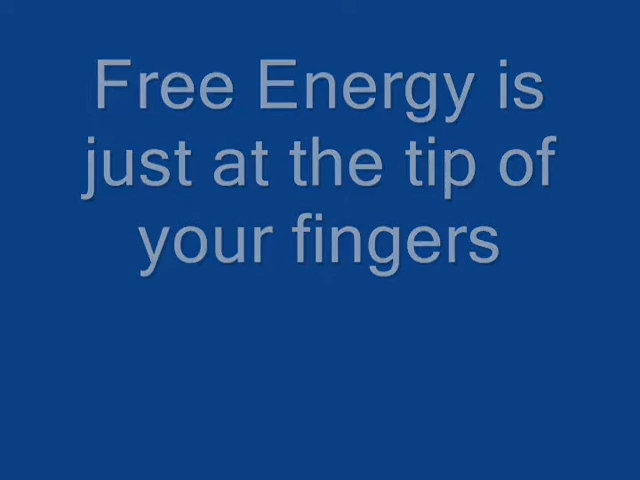 Free Energy is
just at the tip of
your fingers